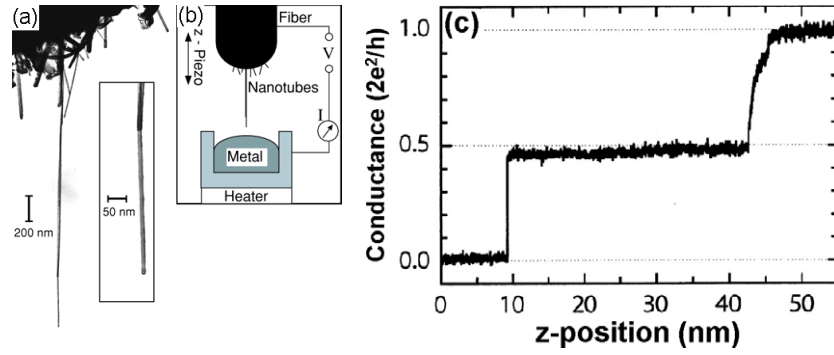 (a)
200 nm
50 nm
(b)
Fiber
z - Piezo
V
Nanotubes
I
Metal
Heater
(c)
Conductance (2e²/h)
1.0
0.5
0.0
0 10 20 30 40 50
z-position (nm)